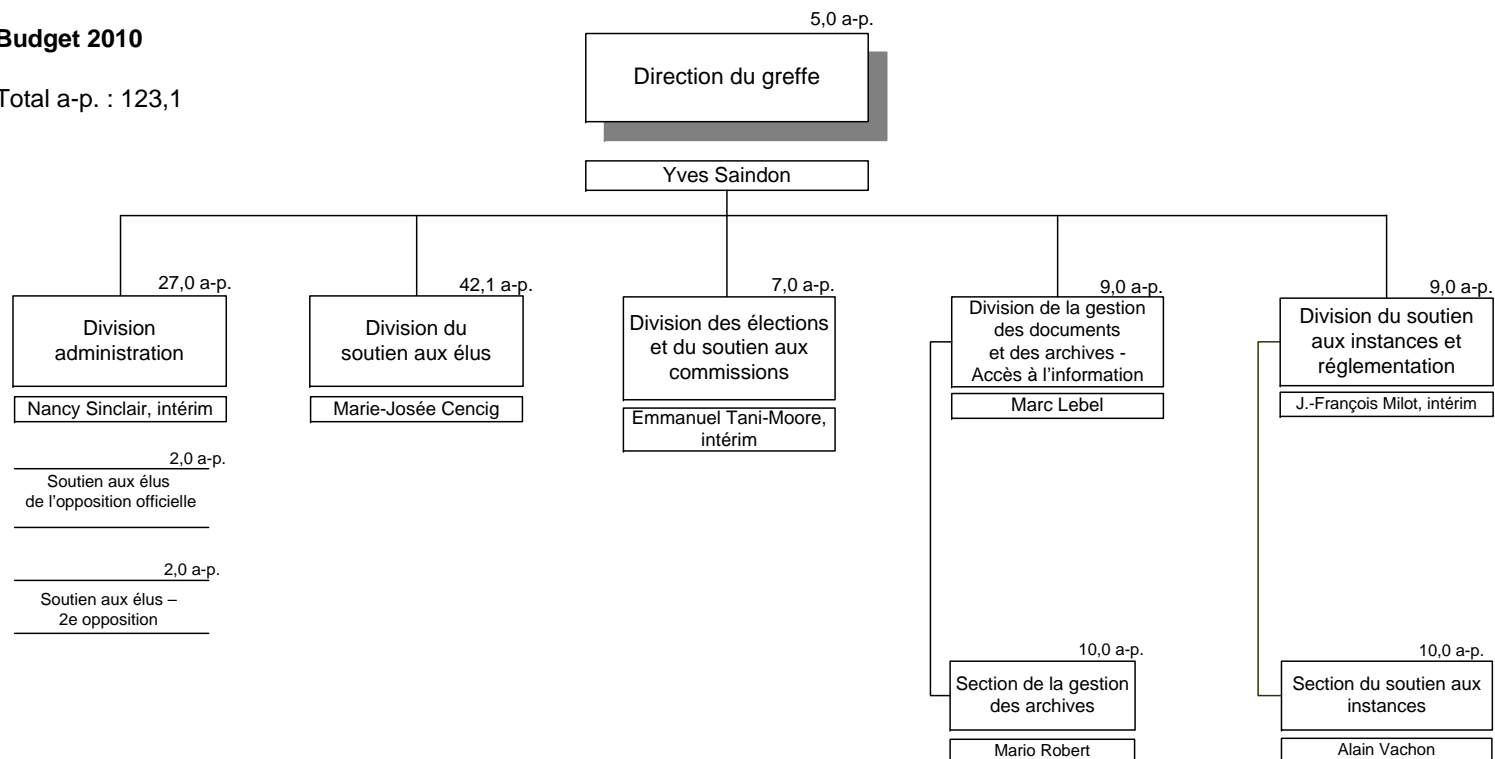 5,0 a-p.
Budget 2010
Direction du greffe
Total a-p. : 123,1
Yves Saindon
27,0 a-p.
Division
administration
Nancy Sinclair, intérim
2,0 a-p.
Soutien aux élus
de l'opposition officielle
2,0 a-p.
Soutien aux élus –
2e opposition
42,1 a-p.
Division du
soutien aux élus
Marie-Josée Cencig
7,0 a-p.
Division des élections
et du soutien aux
commissions
Emmanuel Tani-Moore,
intérim
9,0 a-p.
Division de la gestion
des documents
et des archives -
Accès à l'information
Marc Lebel
10,0 a-p.
Section de la gestion
des archives
Mario Robert
9,0 a-p.
Division du soutien
aux instances et
réglementation
J.-François Milot, intérim
10,0 a-p.
Section du soutien aux
instances
Alain Vachon